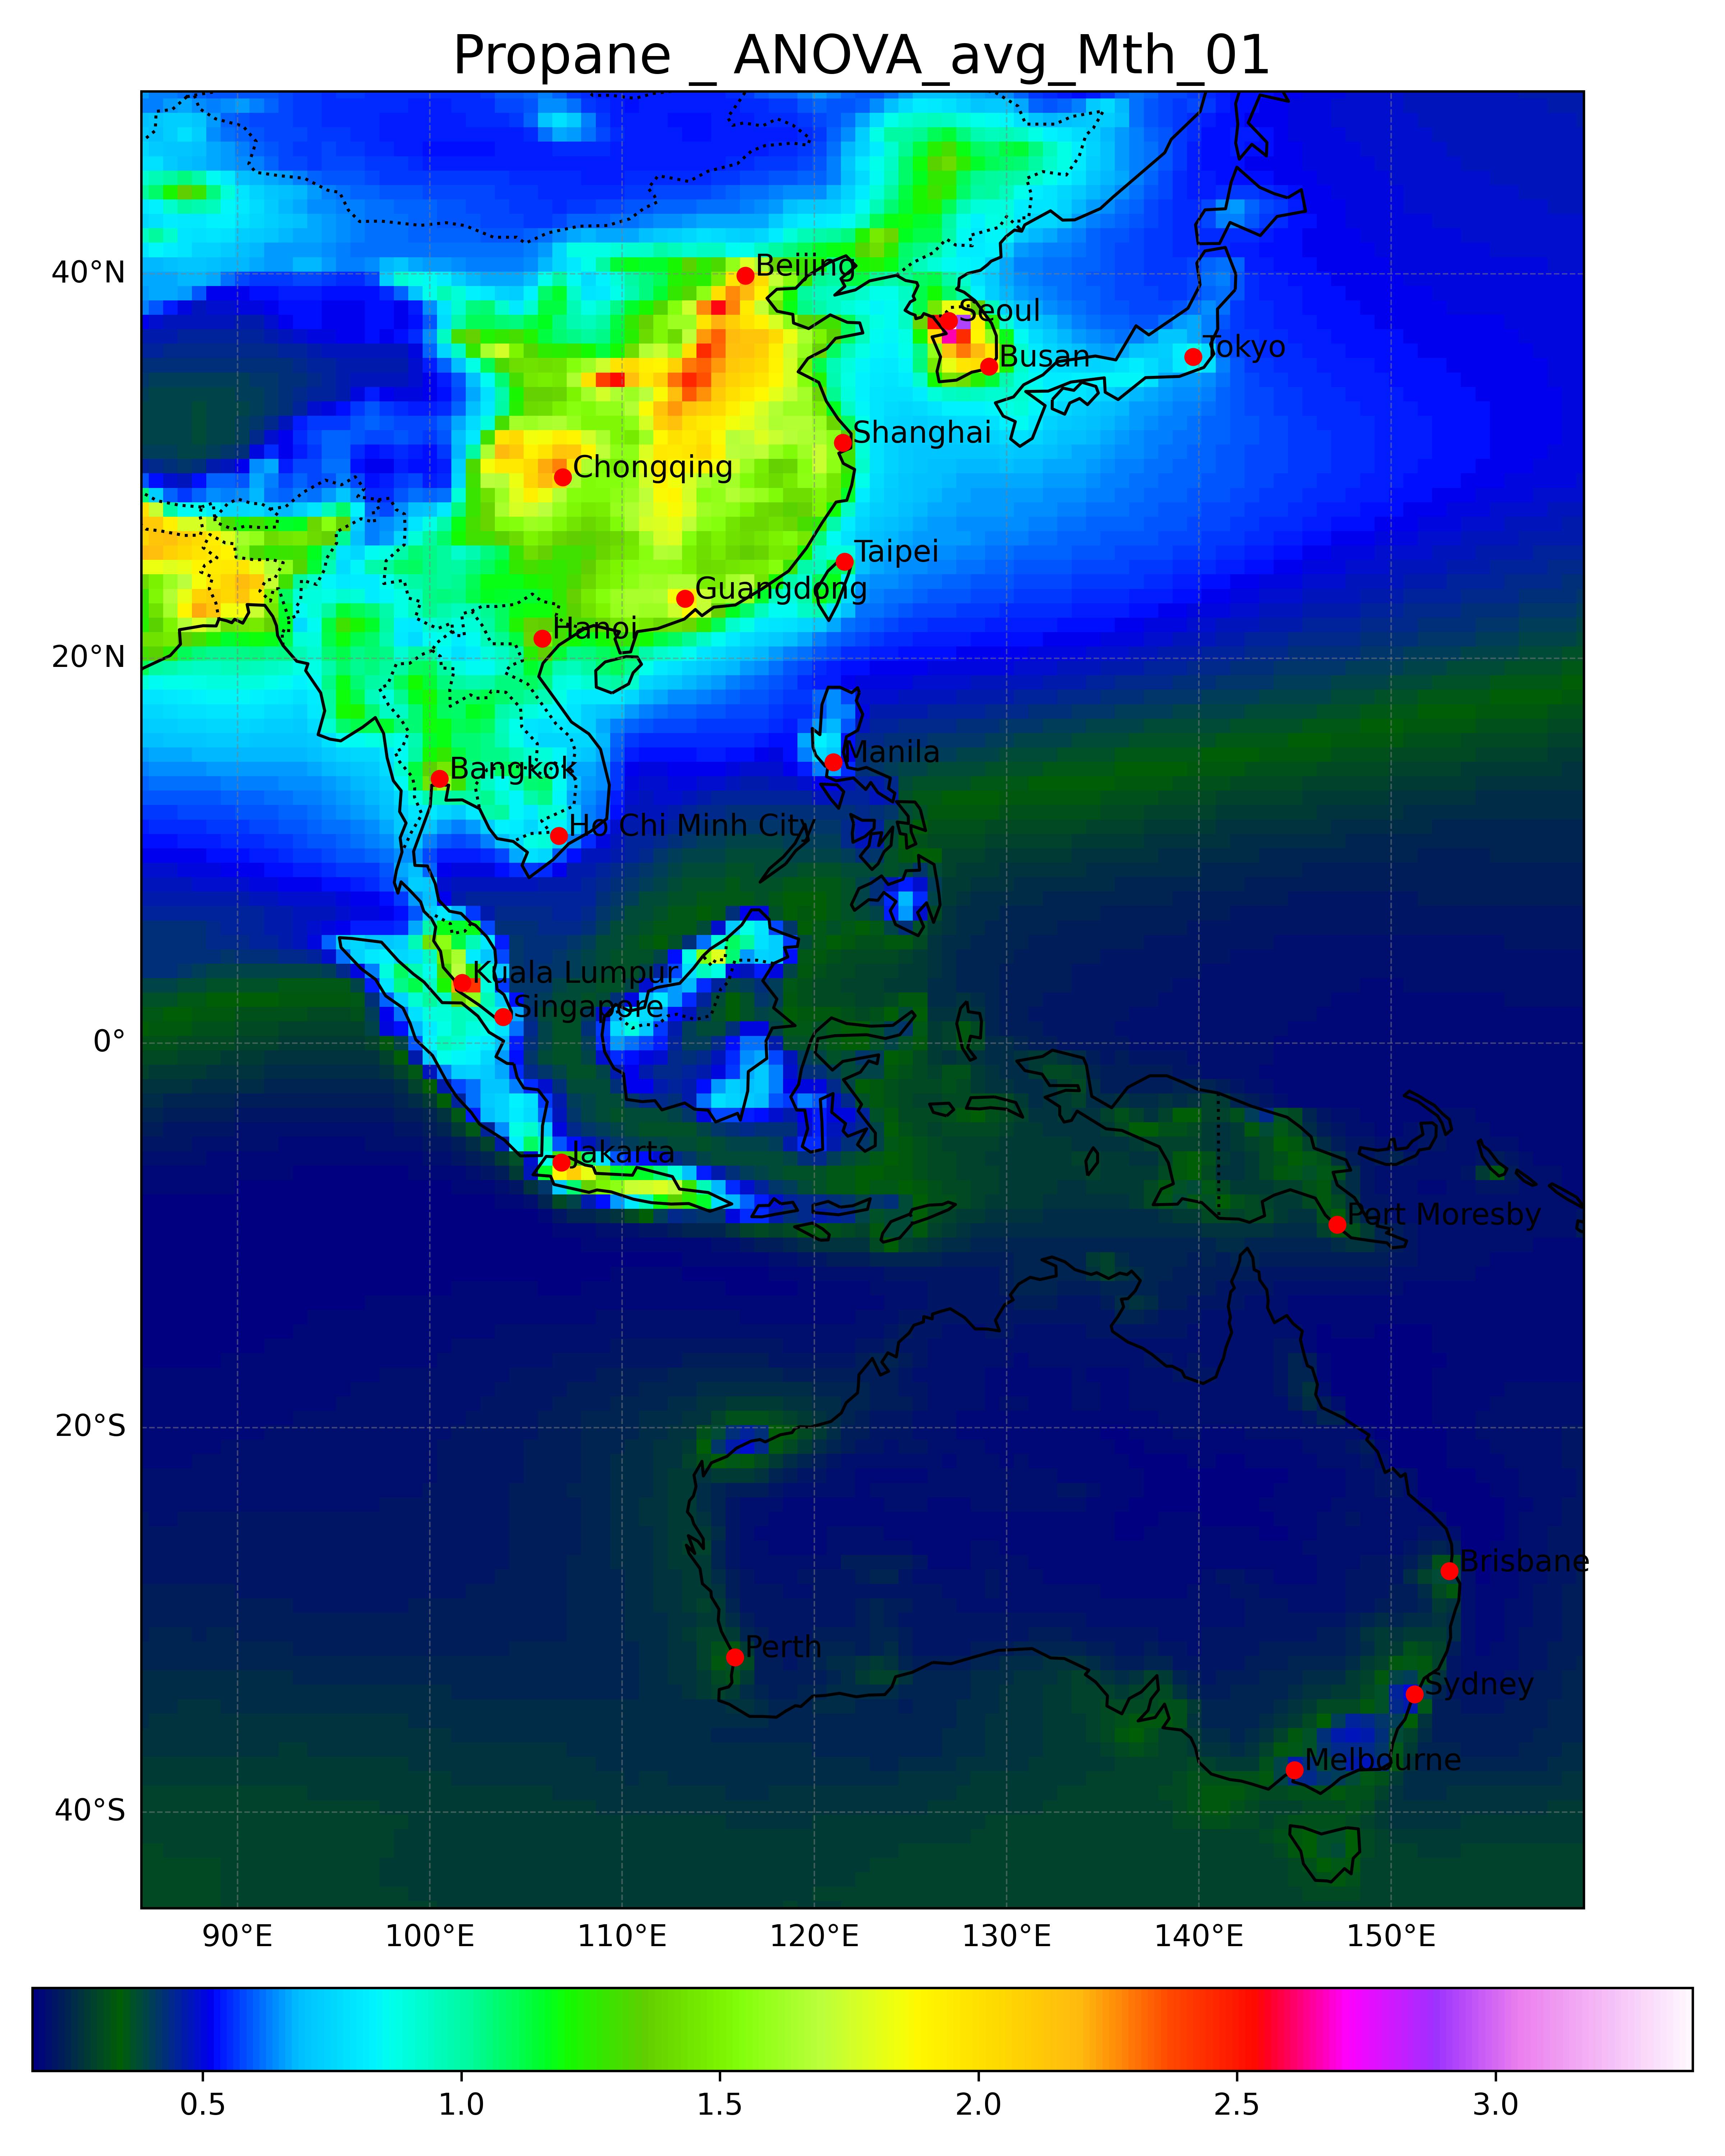 Propane _ ANOVA_avg_Mth_01
40°N
20°N
0°
20°S
40°S
Beijing
Seoul
Tokyo
Busan
Shanghai
Chongqing
Taipei
Guangdong
Hanoi
Manila
Bangkok
Ho Chi Minh City
Kuala Lumpur
Singapore
Jakarta
Port Moresby
Brisbane
Perth
Sydney
Melbourne
90°E 100°E 110°E 120°E 130°E 140°E 150°E
0.5 1.0 1.5 2.0 2.5 3.0